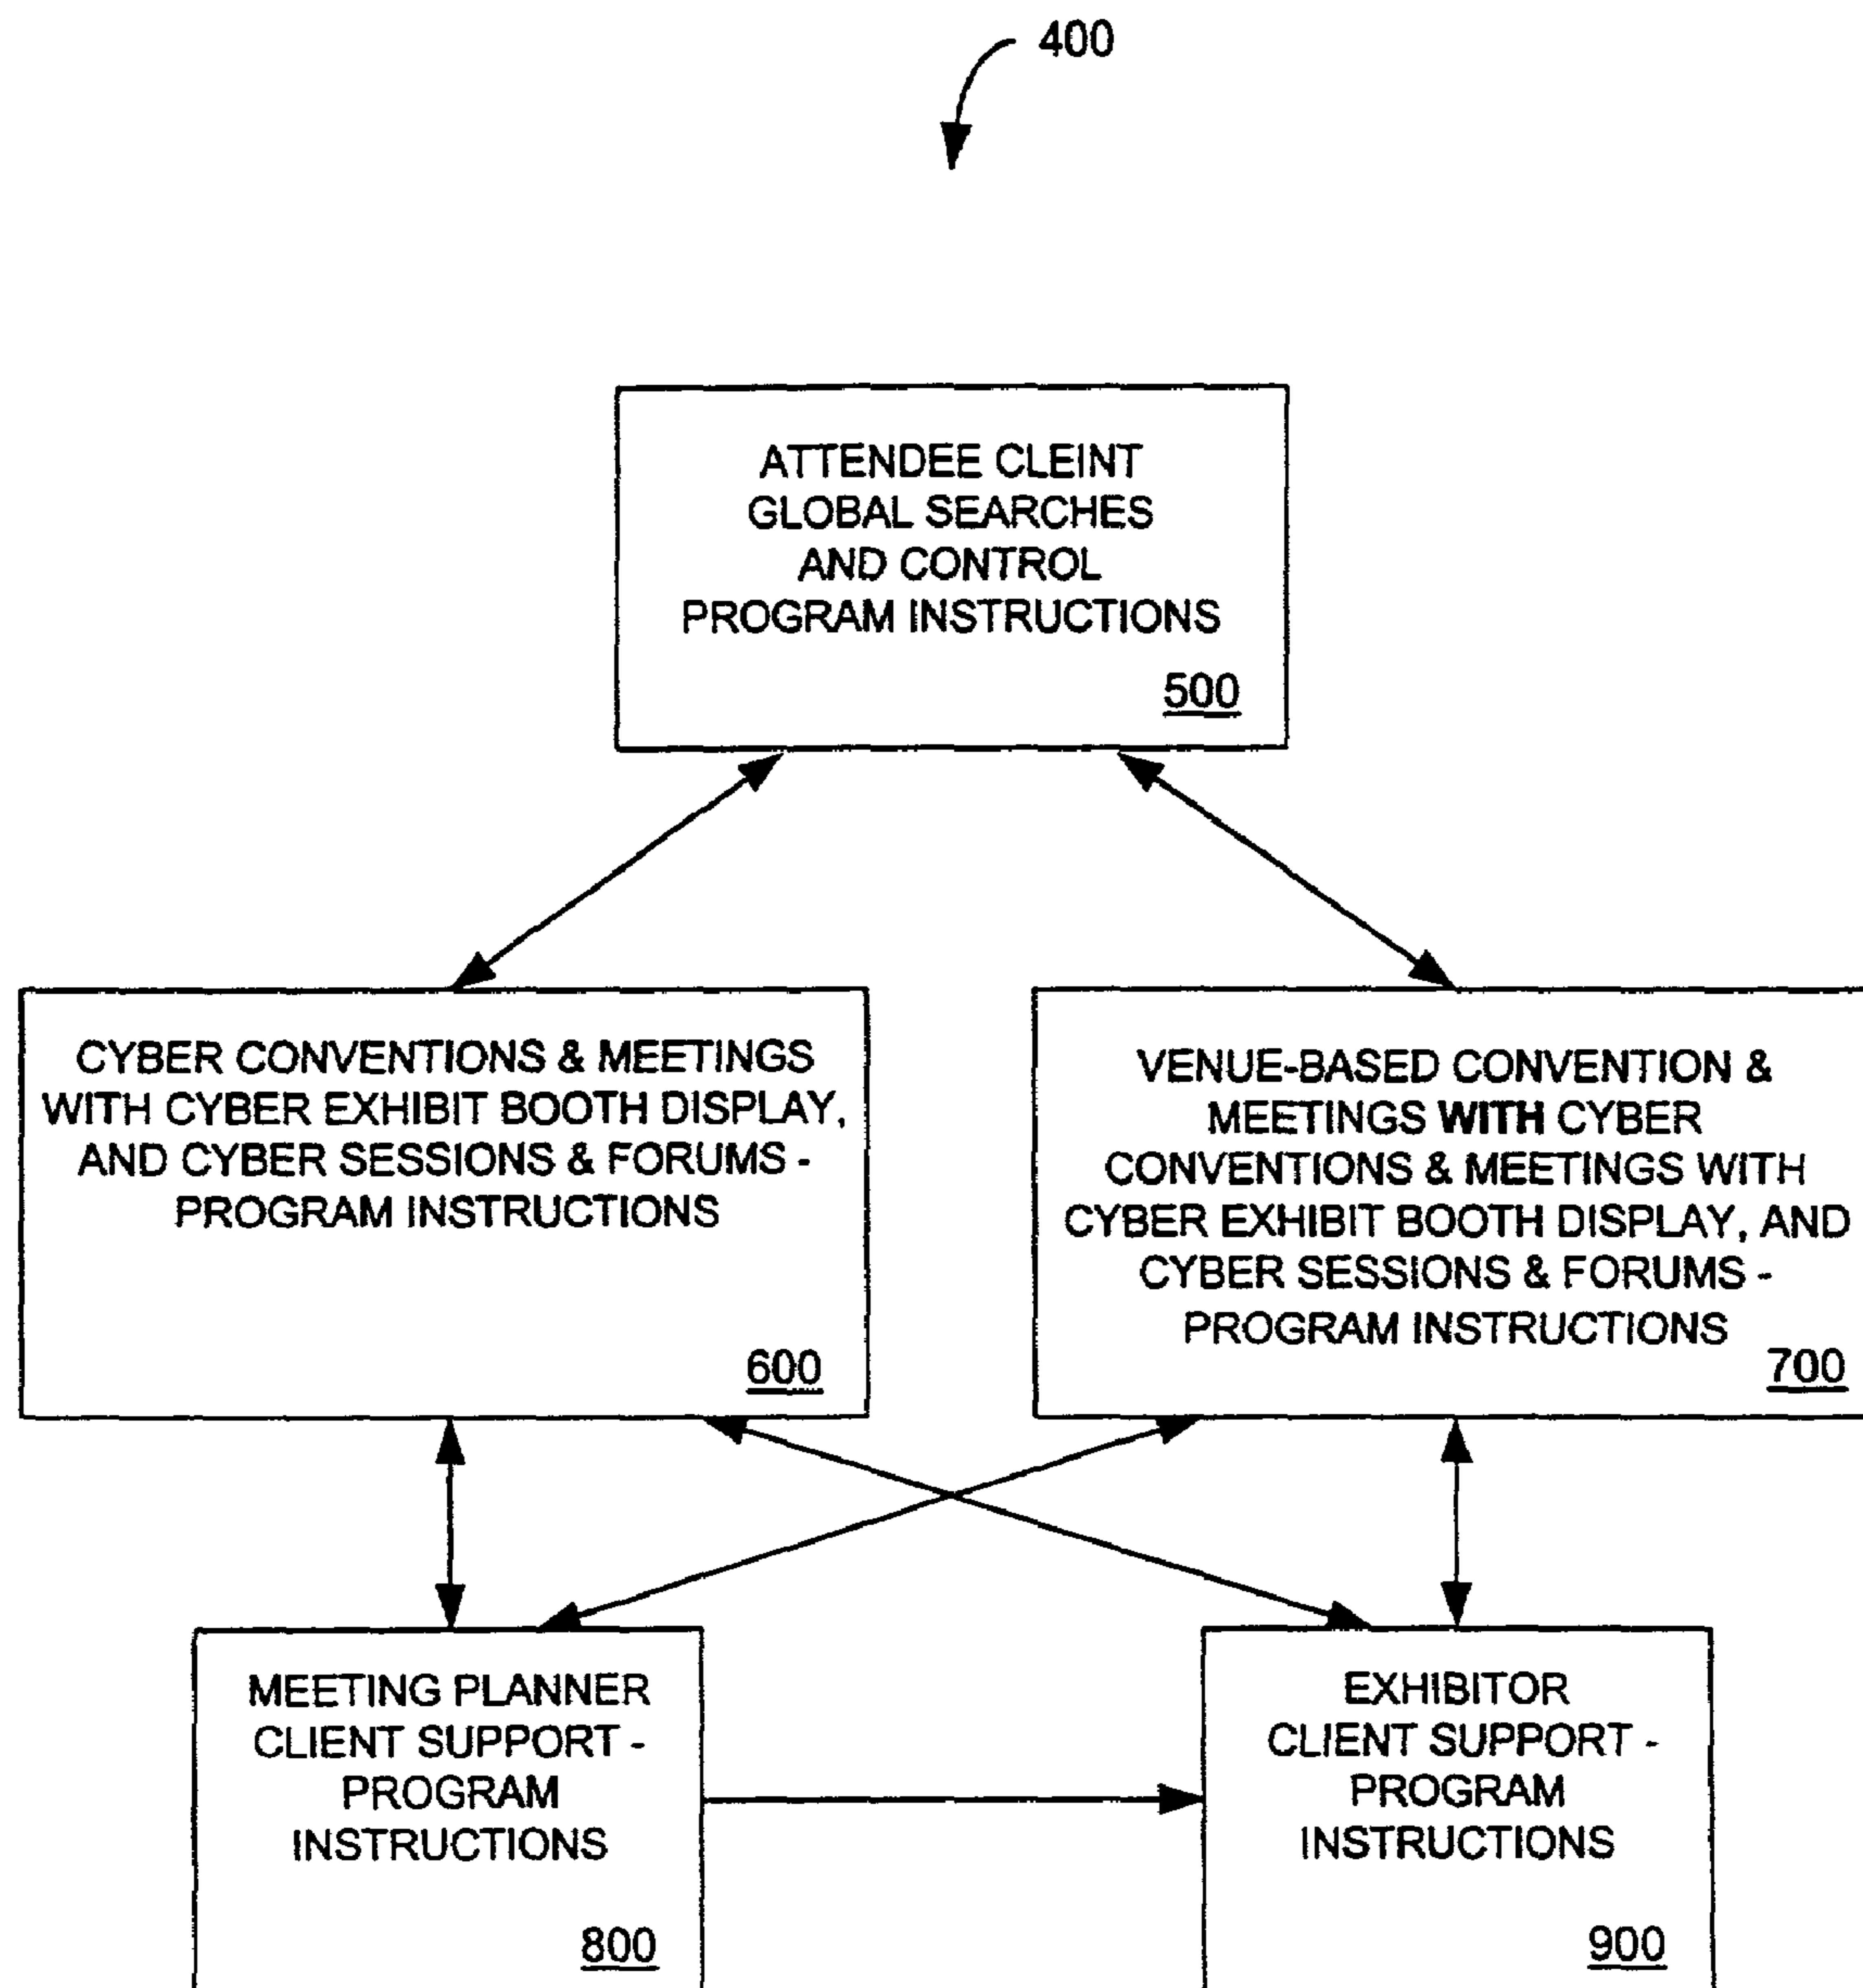 400
ATTENDEE CLEINT
GLOBAL SEARCHES
AND CONTROL
PROGRAM INSTRUCTIONS
500
CYBER CONVENTIONS & MEETINGS
WITH CYBER EXHIBIT BOOTH DISPLAY,
AND CYBER SESSIONS & FORUMS -
PROGRAM INSTRUCTIONS
600
VENUE-BASED CONVENTION &
MEETINGS WITH CYBER
CONVENTIONS & MEETINGS WITH
CYBER EXHIBIT BOOTH DISPLAY, AND
CYBER SESSIONS & FORUMS -
PROGRAM INSTRUCTIONS
700
MEETING PLANNER
CLIENT SUPPORT -
PROGRAM
INSTRUCTIONS
800
EXHIBITOR
CLIENT SUPPORT -
PROGRAM
INSTRUCTIONS
900